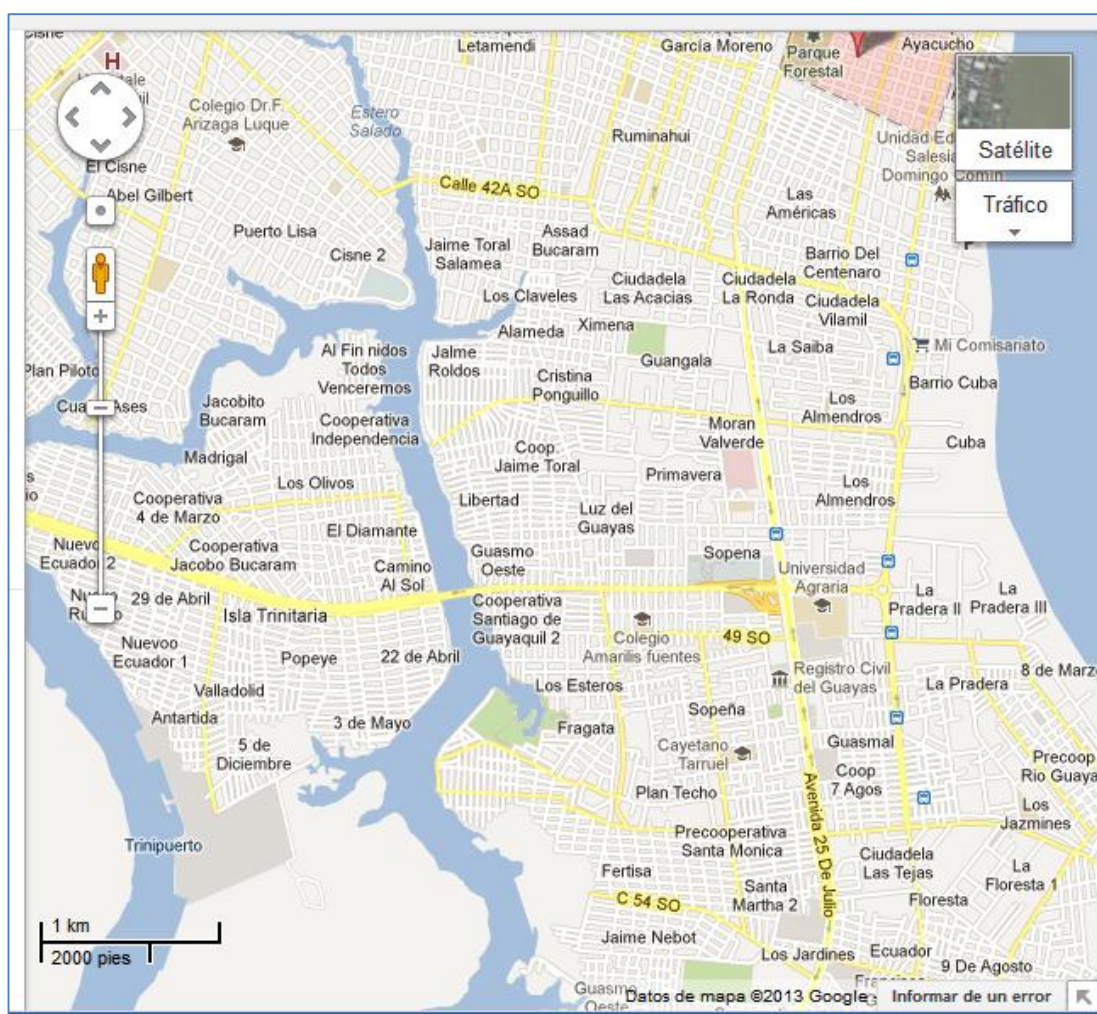 Cisne
Letamendi
García Moreno
Parque
Forestal
Ayacucho
H
Colegio Dr.F.
Arizaga Luque
Estero
Salado
Ruminahui
Salesia
Domingo Comín
Satélite
Tráfico
El Cisne
Abel Gilbert
Calle 42A SO
Las
Américas
Puerto Lisa
Cisne 2
Jaime Toral
Salamea
Assad
Bucaram
Barrio Del
Centenaro
Los Claveles
Ciudadela
Las Acacias
Ciudadela
La Ronda
Ciudadela
Vilamil
P
Alameda
Ximena
Al Fin nidos
Todos
Venceremos
Jalme
Roldos
Guangala
La Saiba
Mi Comisariato
Plan Piloto
Cristina
Ponguillo
Barrio Cuba
Jacobito
Bucaram
Cooperativa
Independencia
Los
Almendros
Moran
Valverde
Cuba
Madrigal
Coop.
Jaime Toral
Primavera
Los Olivos
Cooperativa
4 de Marzo
Libertad
Luz del
Guayas
Los
Almendros
El Diamante
Nuevo
Ecuador 2
Cooperativa
Jacobo Bucaram
Camino
Al Sol
Guasmo
Oeste
Sopena
Universidad
Agraria
La
Pradera II
La
Pradera III
29 de Abril
Isla Trinitaria
Cooperativa
Santiago de
Guayaquil 2
Colegio
Amarilis fuentes
49 SO
Nuevoo
Ecuador 1
Popeye
22 de Abril
Registro Civil
del Guayas
8 de Marzo
La Pradera
Valladolid
Los Esteros
Antartida
3 de Mayo
Fragata
Sopeña
5 de
Diciembre
Cayetano
Tarruel
Guasmal
Precoop
Rio Guaya
Coop
7 Agos
Plan Techo
Avenida 25 De Julio
Los
Jazmines
Trinipuerto
Precooperativa
Santa Monica
Ciudadela
Las Tejas
Fertisa
La
Floresta 1
Santa
Martha 2
Floresta
C 54 SO
1 km
2000 pies
Jaime Nebot
Los Jardines
Ecuador
9 De Agosto
Guasmo
Oeste
Datos de mapa ©2013 Google
Informar de un error